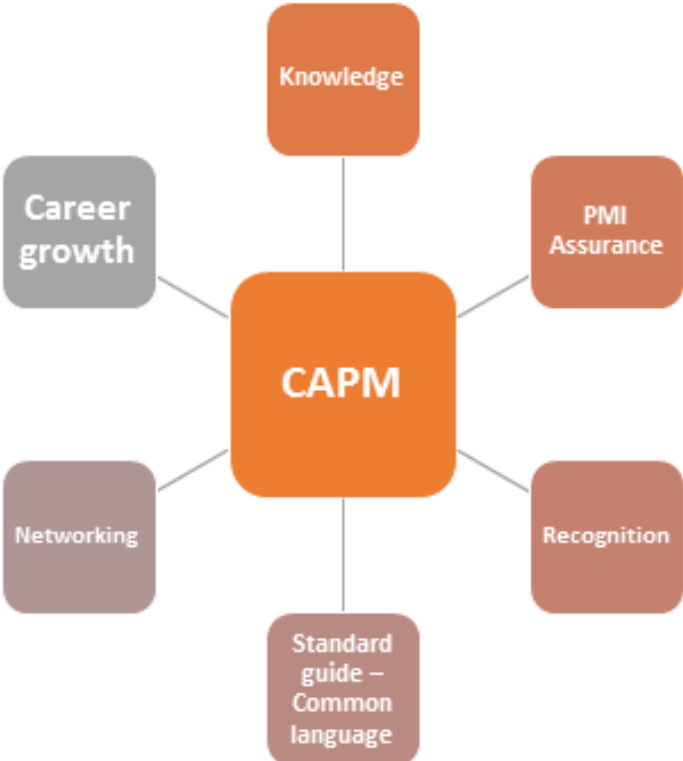 Knowledge
PMI
Assurance
Recognition
Standard
guide –
Common
language
Networking
Career
growth
CAPM